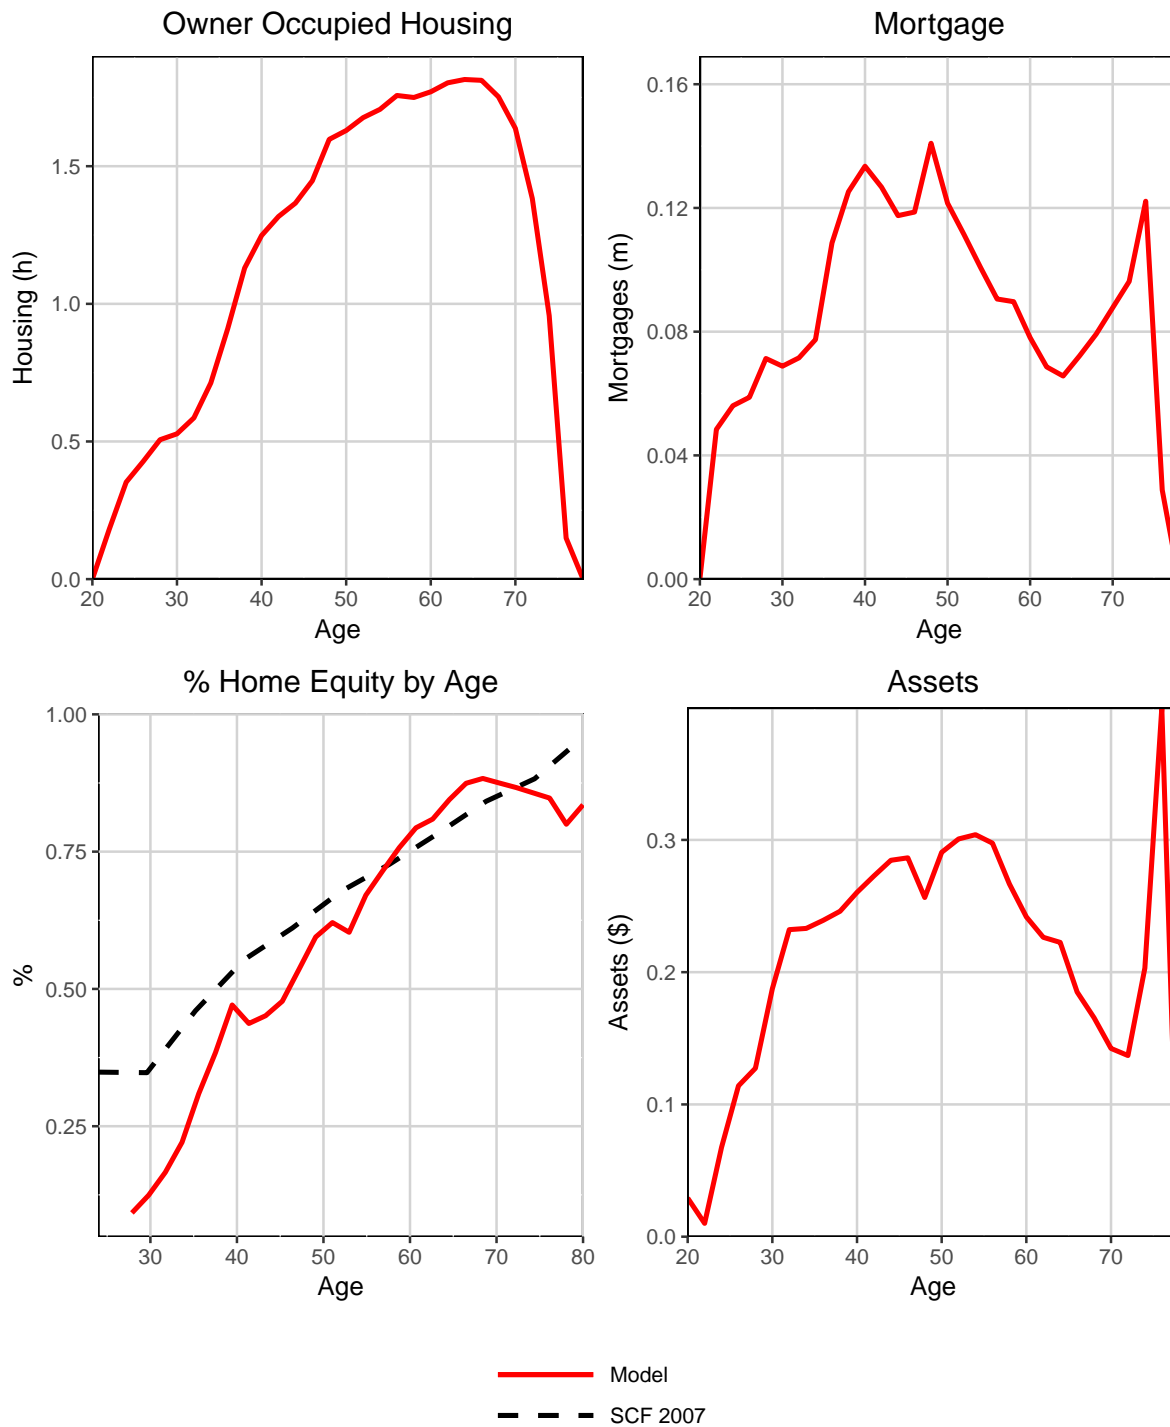 Owner Occupied Housing
Housing (h)
1.5
1.0
0.5
0.0
20 30 40 50 60 70
Age
Mortgage
Mortgages (m)
0.16
0.12
0.08
0.04
0.00
20 30 40 50 60 70
Age
% Home Equity by Age
%
1.00
0.75
0.50
0.25
30 40 50 60 70 80
Age
Assets
Assets ($)
0.3
0.2
0.1
0.0
20 30 40 50 60 70
Age
Model
SCF 2007